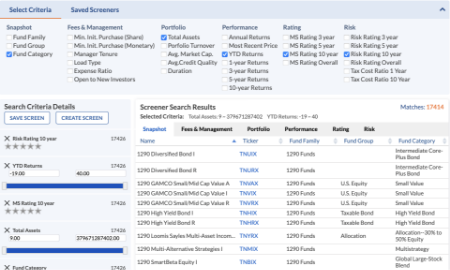 Select Criteria Saved Screeners
Snapshot Fees & Management Portfolio Performance Rating Risk
Fund Family Min. Init. Purchase (Share) Total Assets Annual Returns MS Rating 3 year Risk Rating 3 year
Fund Group Min. Init. Purchase (Monetary) Porfolio Turnover Most Recent Price MS Rating 5 year Risk Rating 5 year
Fund Category Manager Tenure Avg. Market Cap. YTD Returns MS Rating 10 year Risk Rating 10 year
Load Type Avg.Credit Quality 1-year Returns MS Rating Overall Risk Rating Overall
Expense Ratio Duration 3-year Returns Tax Cost Ratio 1 Year
Open to New Investors 5-year Returns Tax Cost Ratio 10 Year
10-year Returns
Search Criteria Details
SAVE SCREEN CREATE SCREEN
Risk Rating 10 year 17426
YTD Returns 17426
-19.00 40.00
MS Rating 10 year 17426
Total Assets 17426
9.00 379671287402.00
Fund Category 17426
Screener Search Results Matches: 17414
Selected Criteria: Total Assets: 9 – 379671287402 YTD Returns: -19 – 40
Snapshot Fees & Management Portfolio Performance Rating Risk
Name Ticker Fund Family Fund Group Fund Category
1290 Diversified Bond I TNUIX 1290 Funds Intermediate Core-Plus Bond
1290 Diversified Bond R TNURX 1290 Funds Intermediate Core-Plus Bond
1290 GAMCO Small/Mid Cap Value A TNVAX 1290 Funds U.S. Equity Small Value
1290 GAMCO Small/Mid Cap Value I TNVIX 1290 Funds U.S. Equity Small Value
1290 GAMCO Small/Mid Cap Value R TNVRX 1290 Funds U.S. Equity Small Value
1290 High Yield Bond I TNHIX 1290 Funds Taxable Bond High Yield Bond
1290 High Yield Bond R TNHRX 1290 Funds Taxable Bond High Yield Bond
1290 Loomis Sayles Multi-Asset Incom... TNXIX 1290 Funds Allocation Allocation--30% to 50% Equity
1290 Multi-Alternative Strategies I TNMIX 1290 Funds Multistrategy
1290 SmartBeta Equity I TNBIX 1290 Funds Global Large-Stock Blend